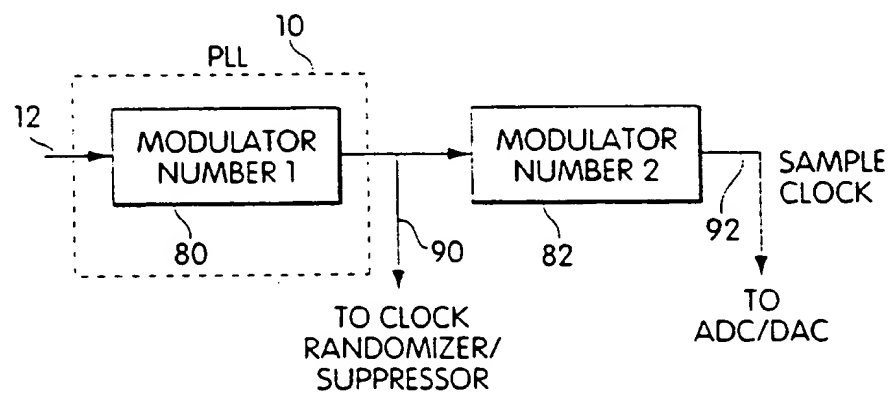 10
PLL
12
MODULATOR
NUMBER 1
80
90
TO CLOCK
RANDOMIZER/
SUPPRESSOR
MODULATOR
NUMBER 2
82
92
SAMPLE
CLOCK
TO
ADC/DAC